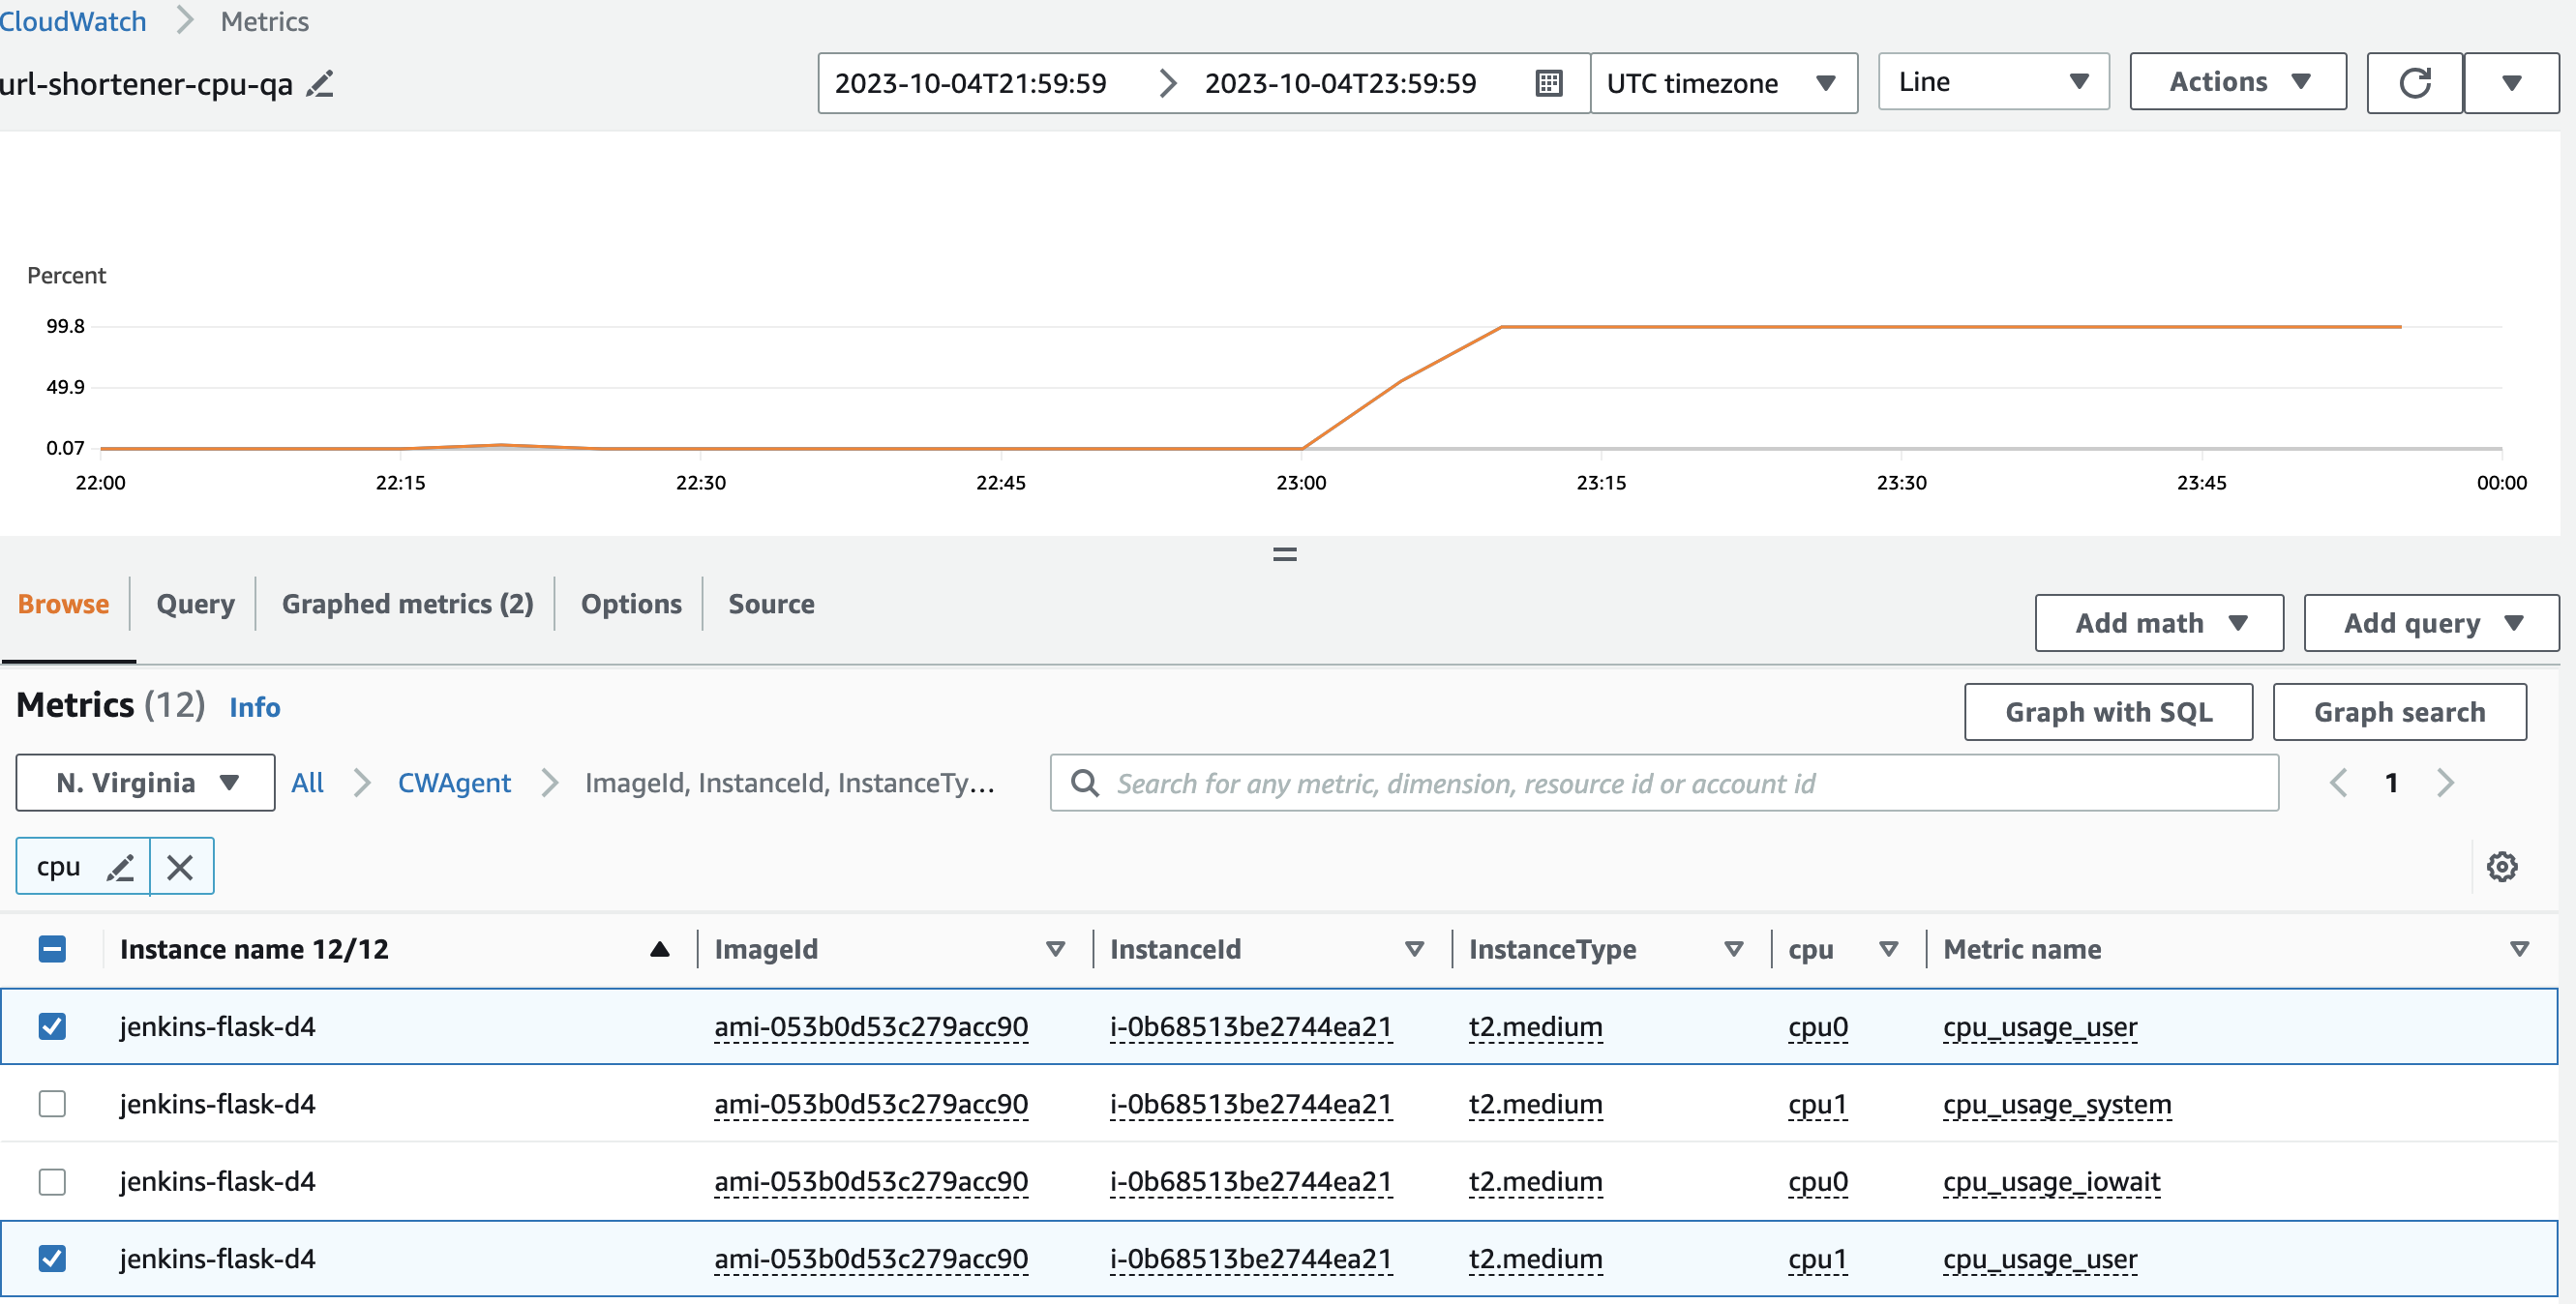 CloudWatch Metrics
url-shortener-cpu-qa 2023-10-04T21:59:59 2023-10-04T23:59:59 UTC timezone Line Actions
Percent
99.8
49.9
0.07
22:00 22:15 22:30 22:45 23:00 23:15 23:30 23:45 00:00
Browse Query Graphed metrics (2) Options Source
Add math Add query
Metrics (12) Info Graph with SQL Graph search
N. Virginia All CWAgent ImageId, InstanceId, InstanceTy... Search for any metric, dimension, resource id or account id 1
cpu
Instance name 12/12 ImageId InstanceId InstanceType cpu Metric name
jenkins-flask-d4 ami-053b0d53c279acc90 i-0b68513be2744ea21 t2.medium cpu0 cpu_usage_user
jenkins-flask-d4 ami-053b0d53c279acc90 i-0b68513be2744ea21 t2.medium cpu1 cpu_usage_system
jenkins-flask-d4 ami-053b0d53c279acc90 i-0b68513be2744ea21 t2.medium cpu0 cpu_usage_iowait
jenkins-flask-d4 ami-053b0d53c279acc90 i-0b68513be2744ea21 t2.medium cpu1 cpu_usage_user